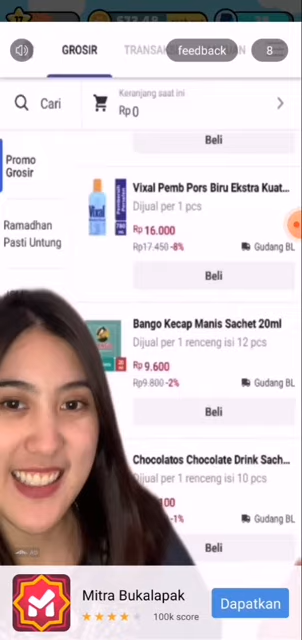 GROSIR
TRANSAK
feedback
8
Cari
Keranjang saat ini
Rp0
Beli
Promo
Grosir
Ramadhan
Pasti Untung
Vixal Pemb Pors Biru Ekstra Kuat...
Dijual per 1 pcs
Rp 16.000
Rp17.450 -8%
Gudang BL
Beli
Bango Kecap Manis Sachet 20ml
Dijual per 1 renceng isi 12 pcs
Rp 9.600
Rp9.800 -2%
Gudang BL
Beli
Chocolatos Chocolate Drink Sach...
Dijual per 1 renceng isi 10 pcs
100
-1%
Gudang BL
Beli
Mitra Bukalapak
100k score
Dapatkan